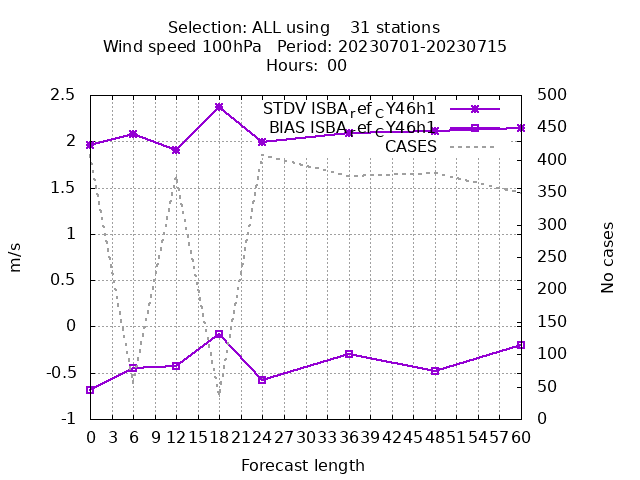 Selection: ALL using    31 stations
Wind speed 100hPa   Period: 20230701-20230715
Hours:  00
STDV ISBA_ref_CY46h1
BIAS ISBA_ref_CY46h1
CASES
2.5
2
1.5
1
0.5
0
-0.5
-1
500
450
400
350
300
250
200
150
100
50
0
m/s
No cases
0 3 6 9 12 15 18 21 24 27 30 33 36 39 42 45 48 51 54 57 60
Forecast length